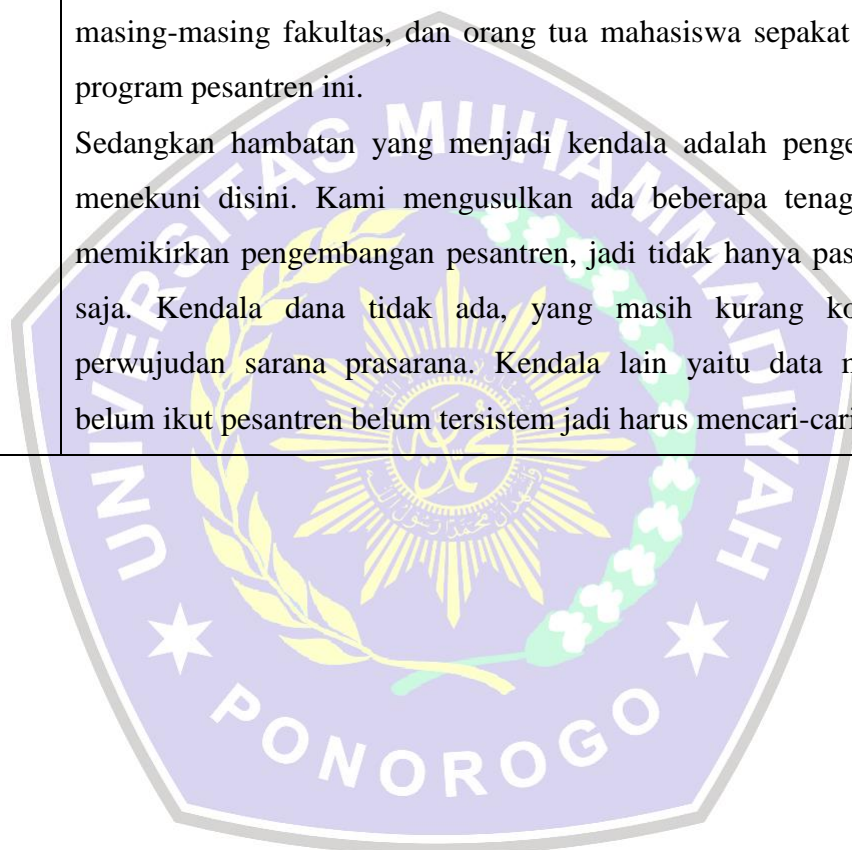 masing-masing fakultas, dan orang tua mahasiswa sepakat
program pesantren ini.
Sedangkan hambatan yang menjadi kendala adalah penge
menekuni disini. Kami mengusulkan ada beberapa tenag
memikirkan pengembangan pesantren, jadi tidak hanya pas
saja. Kendala dana tidak ada, yang masih kurang ko
perwujudan sarana prasarana. Kendala lain yaitu data m
belum ikut pesantren belum tersistem jadi harus mencari-cari
UNIVERSITAS MUHAMMADIYAH
PONOROGO